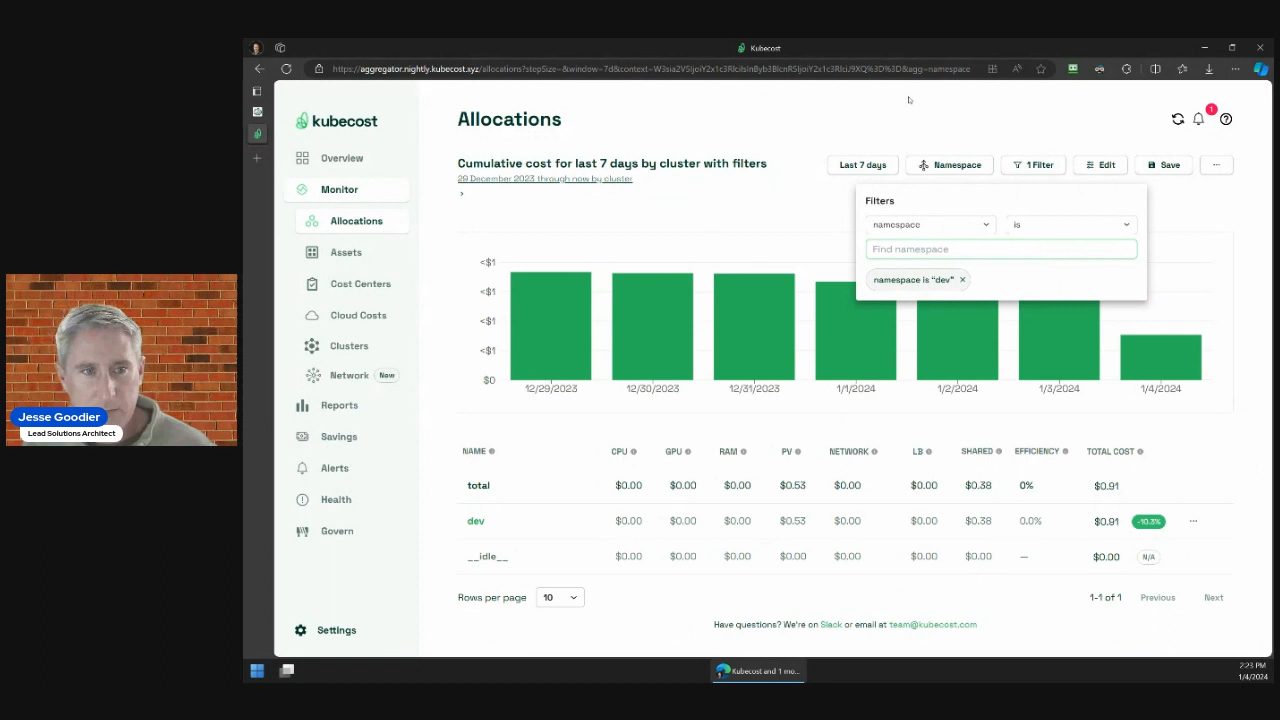 Kubecost
https://aggregator.nightly.kubecost.xyz/allocations?stepSize=&window=7d&context=
&agg=namespace
kubecost
Overview
Monitor
Allocations
Assets
Cost Centers
Cloud Costs
Clusters
Network New
Reports
Savings
Alerts
Health
Govern
Settings
Allocations
1
Cumulative cost for last 7 days by cluster with filters
29 December 2023 through now by cluster
Last 7 days
Namespace
1 Filter
Edit
Save
Filters
namespace
is
Find namespace
namespace is "dev"
<$1
<$1
<$1
<$1
$0
12/29/2023 12/30/2023 12/31/2023 1/1/2024 1/2/2024 1/3/2024 1/4/2024
NAME CPU GPU RAM PV NETWORK LB SHARED EFFICIENCY TOTAL COST
total $0.00 $0.00 $0.00 $0.53 $0.00 $0.00 $0.38 0% $0.91
dev $0.00 $0.00 $0.00 $0.53 $0.00 $0.00 $0.38 0.0% $0.91 -10.3%
__idle__ $0.00 $0.00 $0.00 $0.00 $0.00 $0.00 $0.00 — $0.00 N/A
Rows per page 10
1-1 of 1 Previous Next
Have questions? We're on Slack or email at team@kubecost.com
Jesse Goodier
Lead Solutions Architect
Kubecost and 1 mo...
2:23 PM
1/4/2024